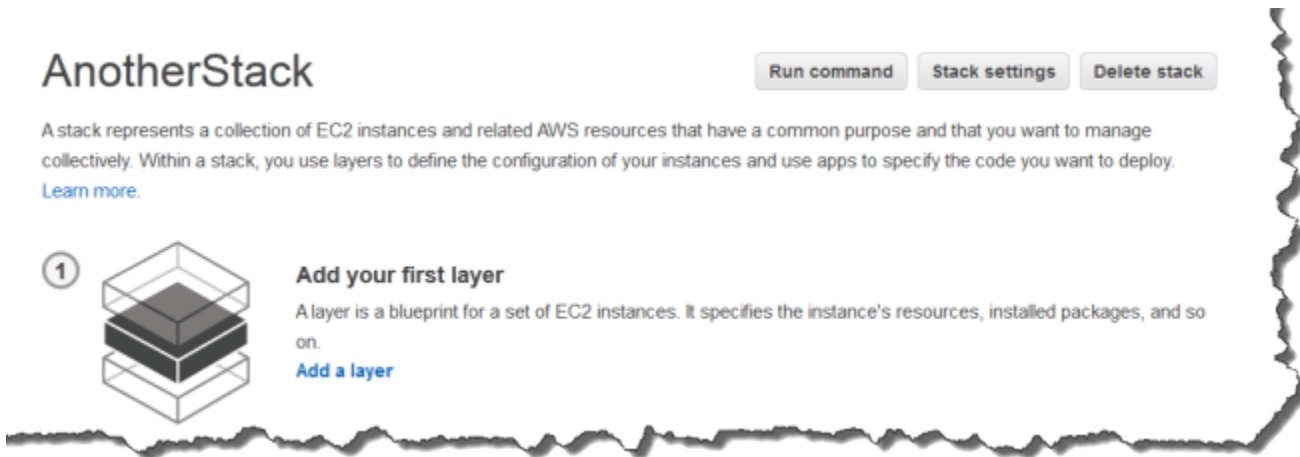 AnotherStack
Run command
Stack settings
Delete stack
A stack represents a collection of EC2 instances and related AWS resources that have a common purpose and that you want to manage
collectively. Within a stack, you use layers to define the configuration of your instances and use apps to specify the code you want to deploy.
Learn more.
1
Add your first layer
A layer is a blueprint for a set of EC2 instances. It specifies the instance's resources, installed packages, and so
on.
Add a layer